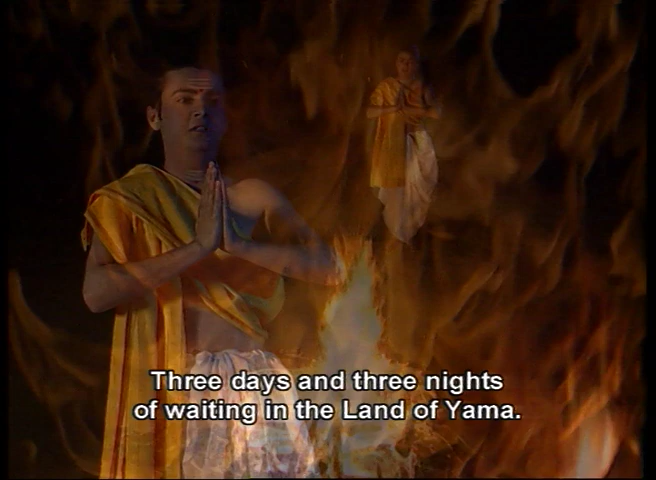 Three days and three nights
of waiting in the Land of Yama.